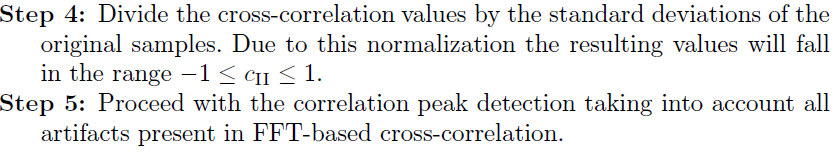 Step 4: Divide the cross-correlation values by the standard deviations of the
original samples. Due to this normalization the resulting values will fall
in the range −1 ≤ c_II ≤ 1.
Step 5: Proceed with the correlation peak detection taking into account all
artifacts present in FFT-based cross-correlation.